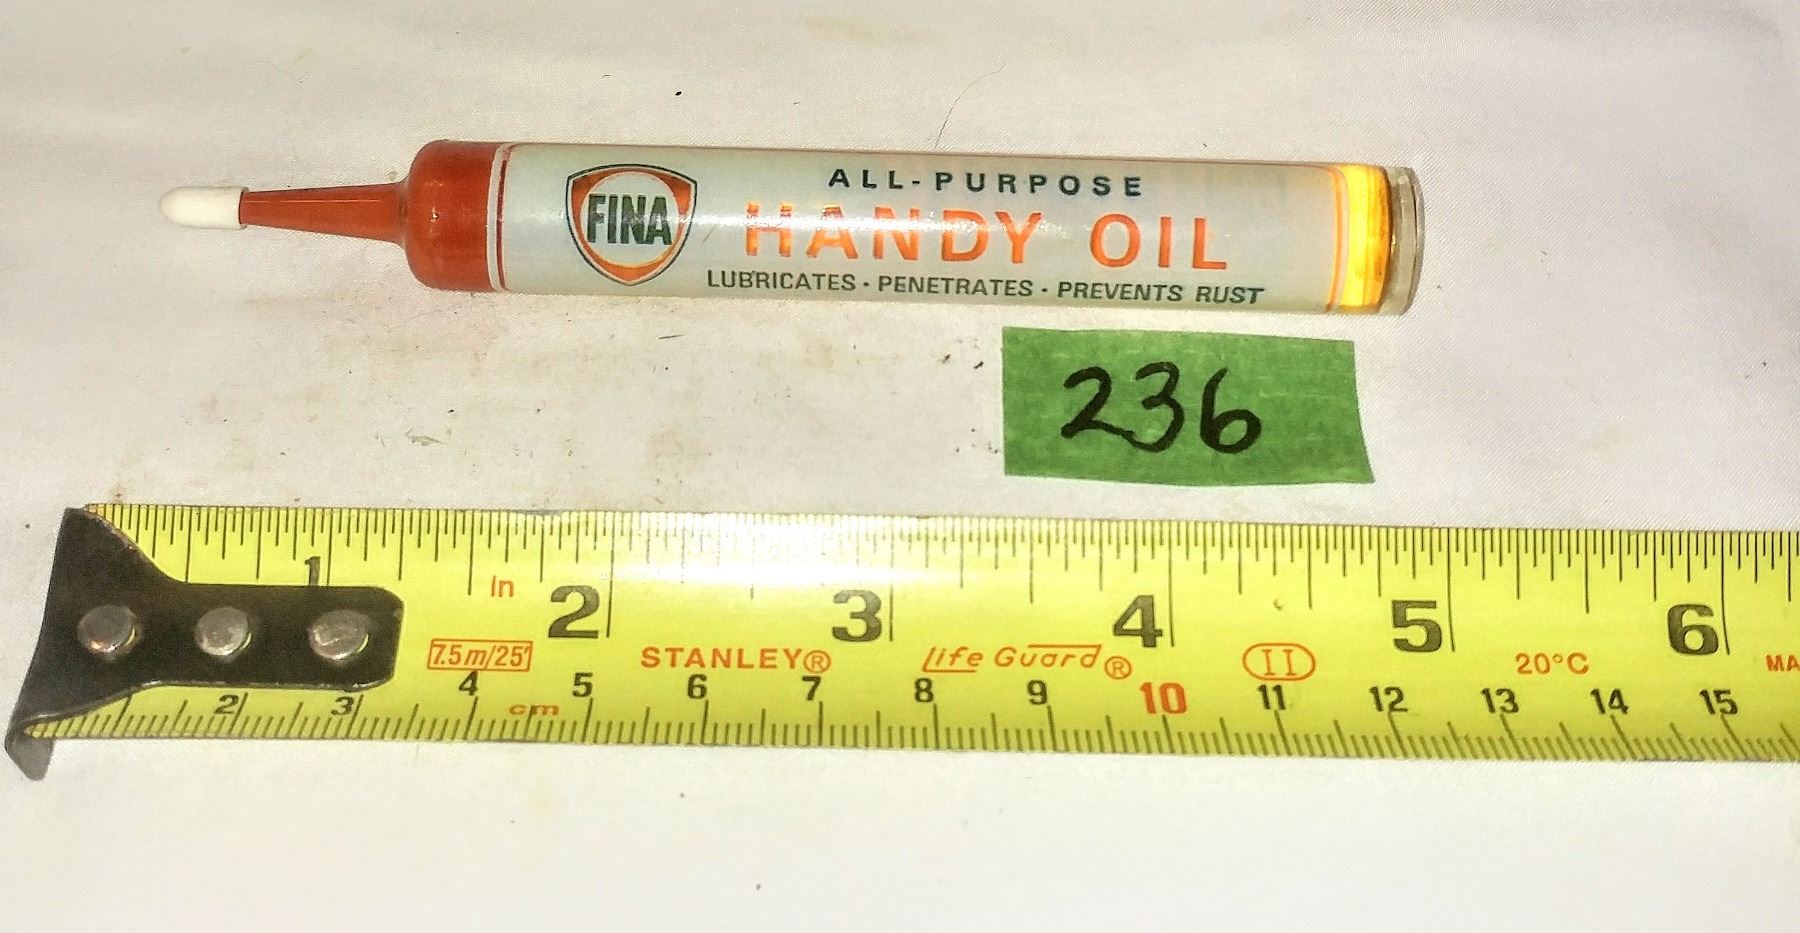 FINA
ALL-PURPOSE
HANDY OIL
LUBRICATES · PENETRATES · PREVENTS RUST
236
1 in 2 3 4 5 6
7.5m/25' STANLEY® Life Guard® II 20°C MA
2 3 4 cm 5 6 7 8 9 10 11 12 13 14 15